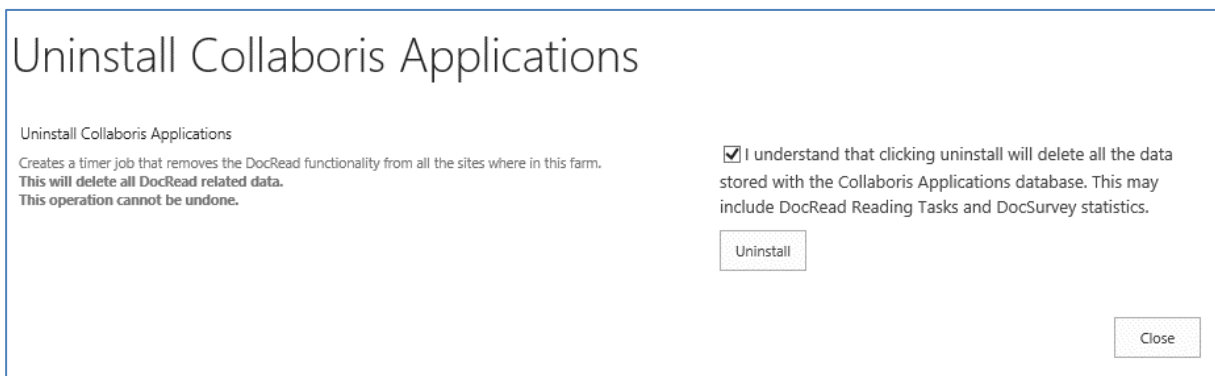 Uninstall Collaboris Applications
Uninstall Collaboris Applications
Creates a timer job that removes the DocRead functionality from all the sites where in this farm.
This will delete all DocRead related data.
This operation cannot be undone.
I understand that clicking uninstall will delete all the data
stored with the Collaboris Applications database. This may
include DocRead Reading Tasks and DocSurvey statistics.
Uninstall
Close